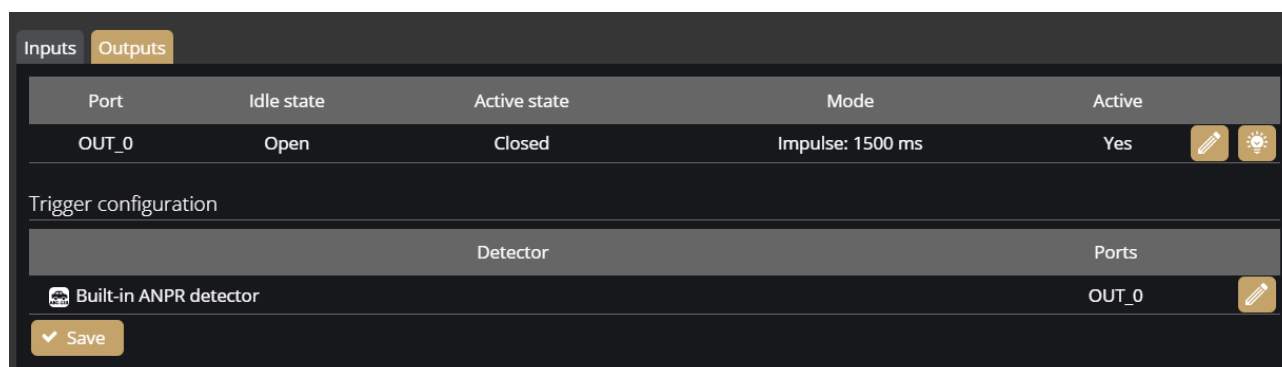 Inputs Outputs
Port Idle state Active state Mode Active
OUT_0 Open Closed Impulse: 1500 ms Yes
Trigger configuration
Detector Ports
Built-in ANPR detector OUT_0
Save